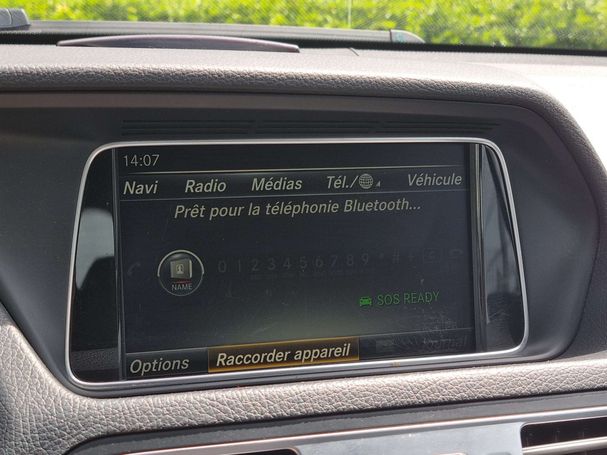 14:07
Navi Radio Médias Tél./ Véhicule
Prêt pour la téléphonie Bluetooth...
0 1 2 3 4 5 6 7 8 9 * # +
NAME
SOS READY
Options Raccorder appareil Journal